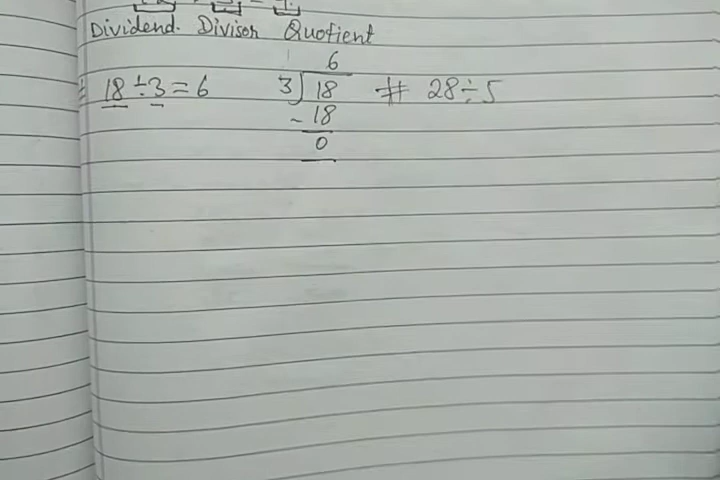 Dividend. Divisor Quotient
6
18 ÷ 3 = 6 3)18 # 28 ÷ 5
- 18
0